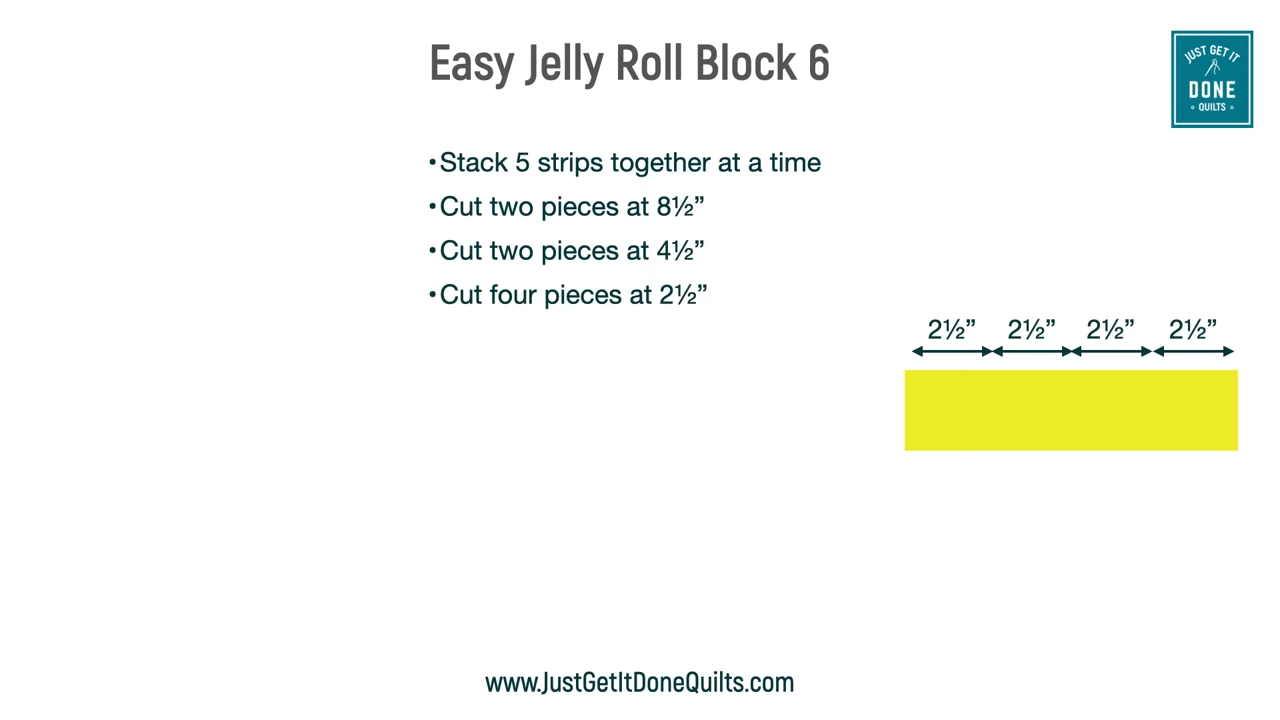 Easy Jelly Roll Block 6
JUST GET IT
DONE
QUILTS
•Stack 5 strips together at a time
•Cut two pieces at 8½”
•Cut two pieces at 4½”
•Cut four pieces at 2½”
2½” 2½” 2½” 2½”
www.JustGetItDoneQuilts.com